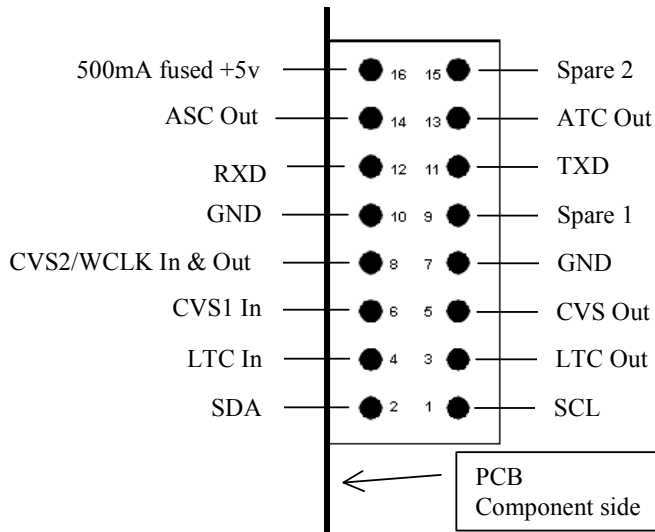 500mA fused +5v 16 15 Spare 2
ASC Out 14 13 ATC Out
RXD 12 11 TXD
GND 10 9 Spare 1
CVS2/WCLK In & Out 8 7 GND
CVS1 In 6 5 CVS Out
LTC In 4 3 LTC Out
SDA 2 1 SCL
PCB
Component side